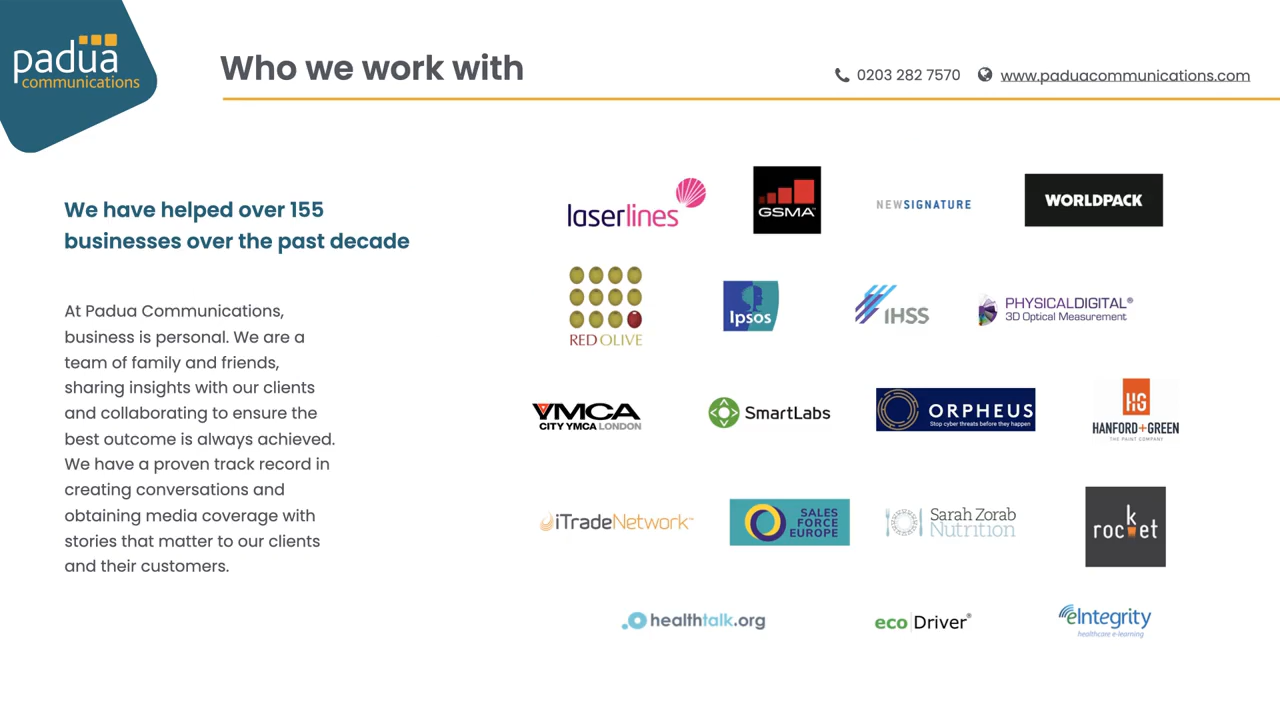 padua
communications
Who we work with
0203 282 7570
www.paduacommunications.com
We have helped over 155
businesses over the past decade
At Padua Communications,
business is personal. We are a
team of family and friends,
sharing insights with our clients
and collaborating to ensure the
best outcome is always achieved.
We have a proven track record in
creating conversations and
obtaining media coverage with
stories that matter to our clients
and their customers.
laserlines
GSMA™
NEWSIGNATURE
WORLDPACK
RED OLIVE
Ipsos
IHSS
PHYSICALDIGITAL®
3D Optical Measurement
YMCA
CITY YMCA LONDON
SmartLabs
ORPHEUS
Stop cyber threats before they happen
HG
HANFORD+GREEN
THE PAINT COMPANY
iTradeNetwork™
SALES
FORCE
EUROPE
Sarah Zorab
Nutrition
rocket
healthtalk.org
eco Driver®
eIntegrity
healthcare e-learning